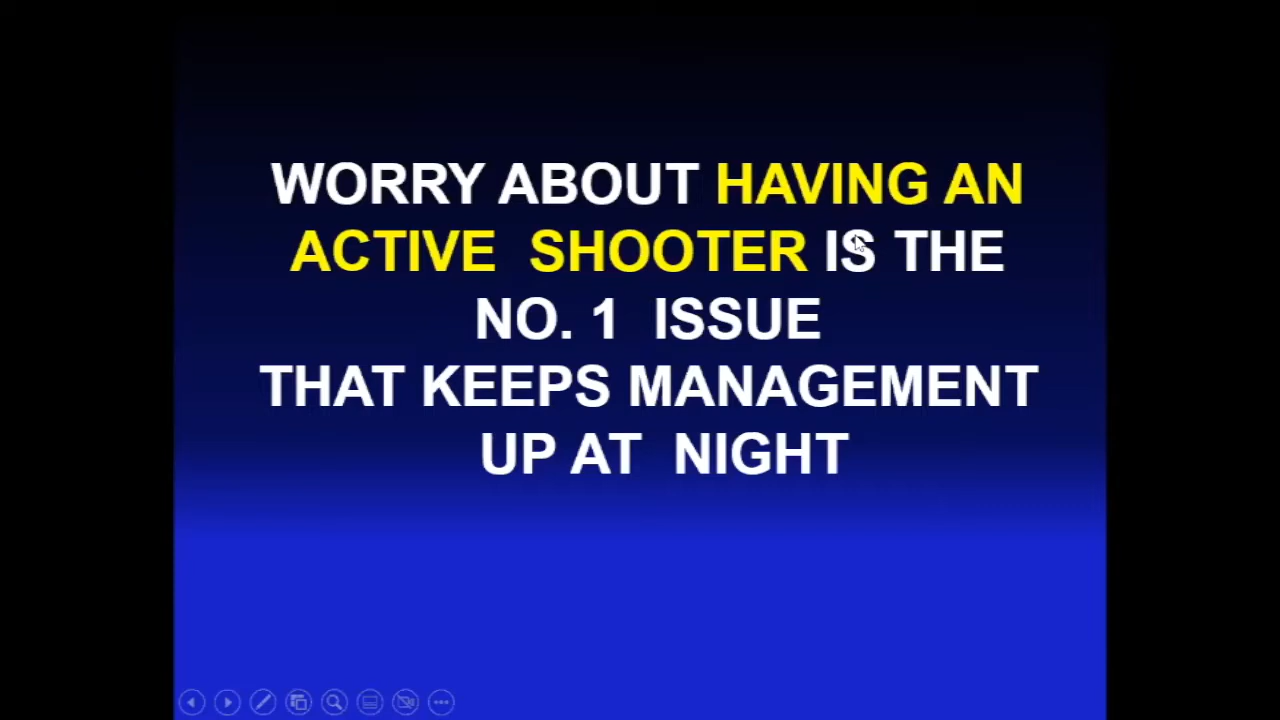 WORRY ABOUT HAVING AN
ACTIVE SHOOTER IS THE
NO. 1 ISSUE
THAT KEEPS MANAGEMENT
UP AT NIGHT